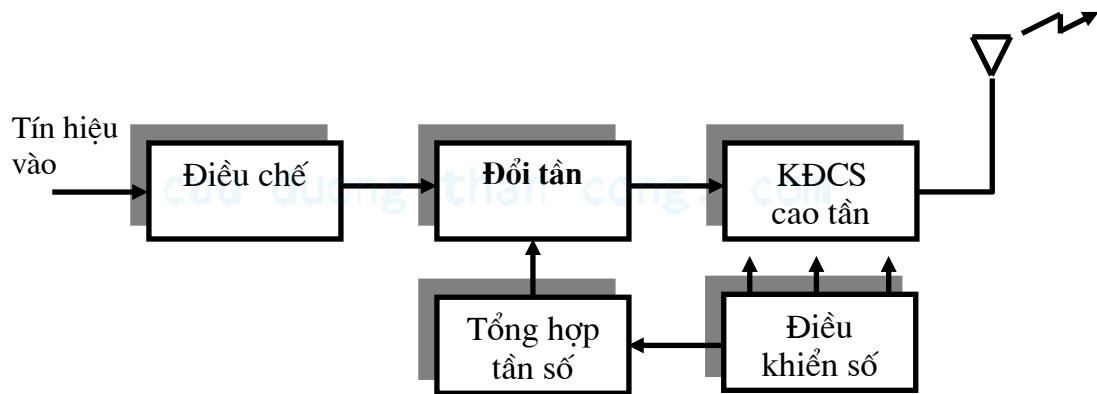 Tín hiệu
vào
Điều chế
Đổi tần
KĐCS
cao tần
cuu duong than cong. com
Tổng hợp
tần số
Điều
khiển số